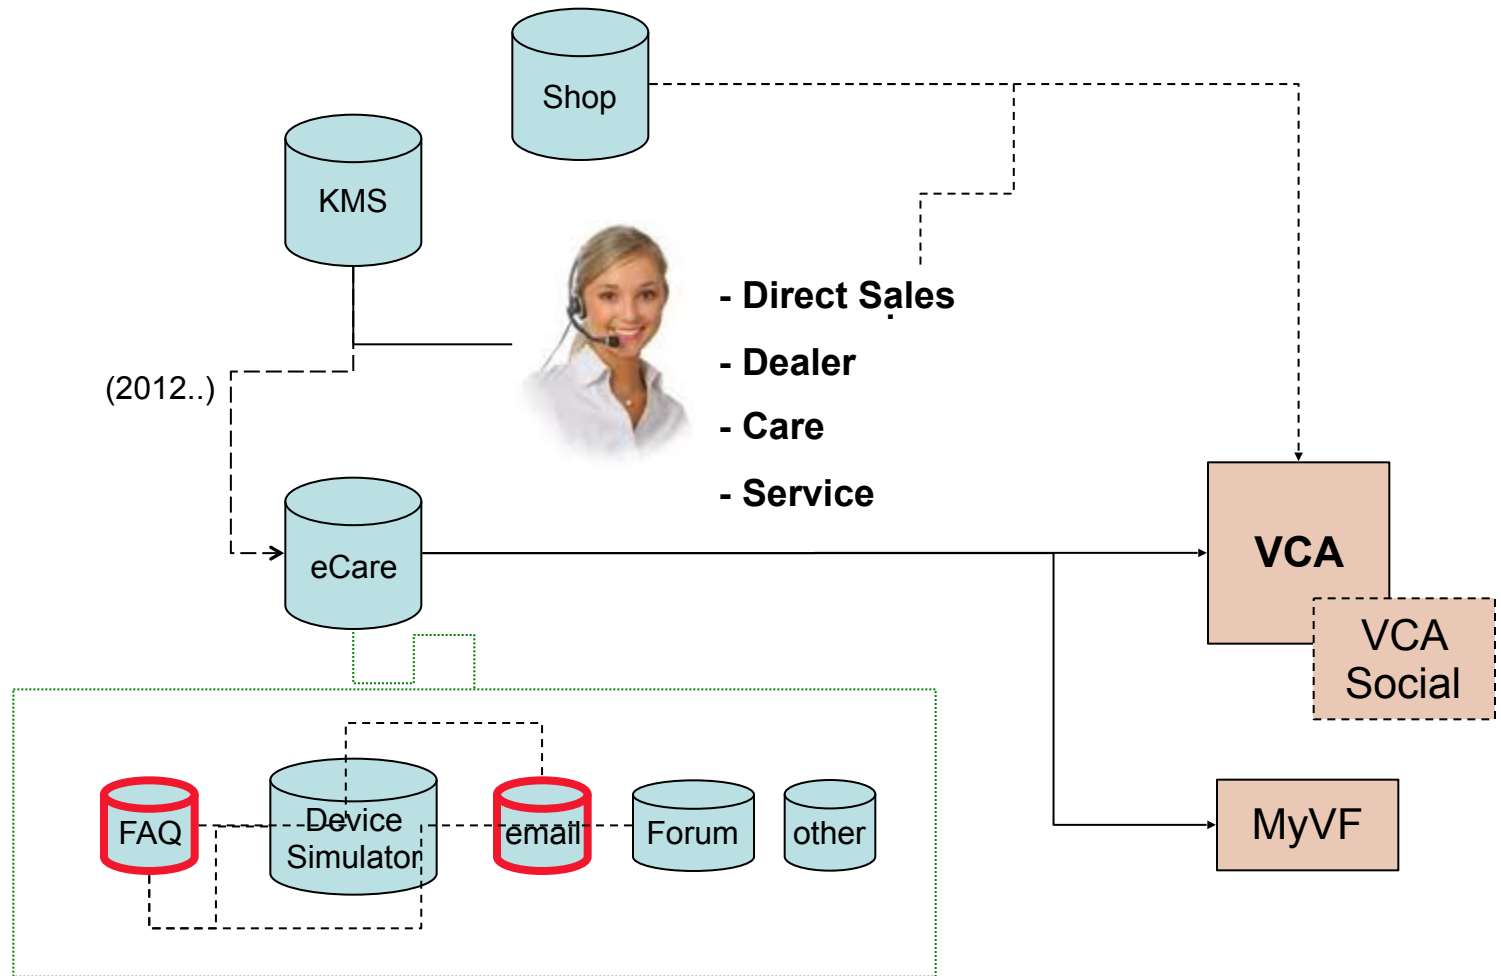 Shop
KMS
- Direct Sales
- Dealer
(2012..)
- Care
- Service
eCare
VCA
VCA
Social
FAQ
Device
Simulator
email
Forum
other
MyVF